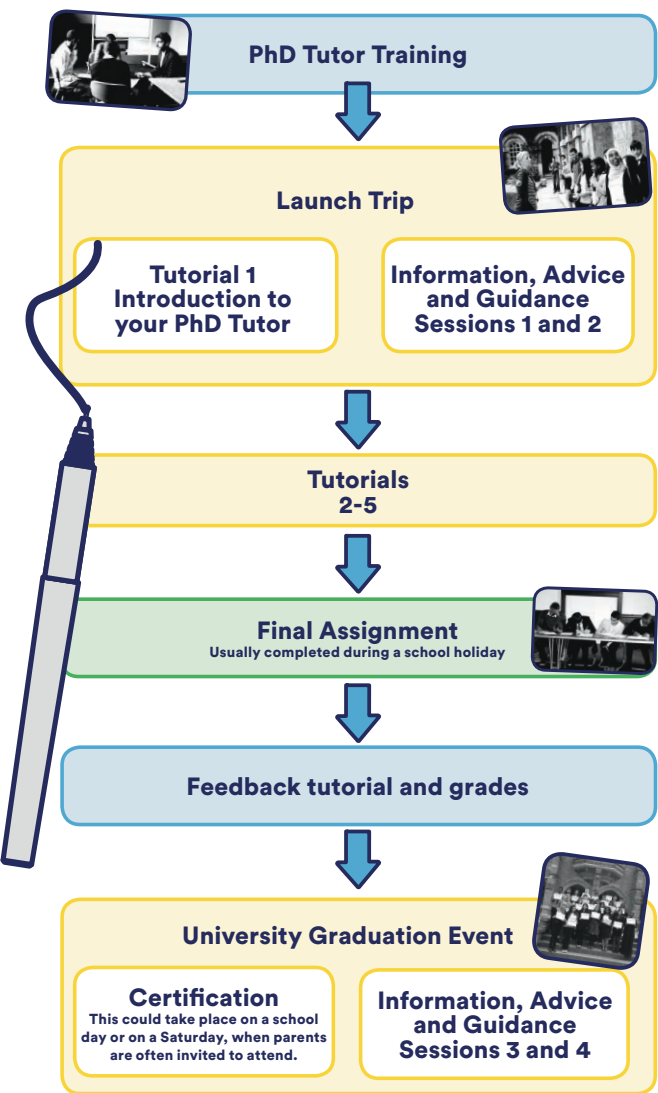 PhD Tutor Training
Launch Trip
Tutorial 1
Introduction to
your PhD Tutor
Information, Advice
and Guidance
Sessions 1 and 2
Tutorials
2-5
Final Assignment
Usually completed during a school holiday
Feedback tutorial and grades
University Graduation Event
Certification
This could take place on a school
day or on a Saturday, when parents
are often invited to attend.
Information, Advice
and Guidance
Sessions 3 and 4